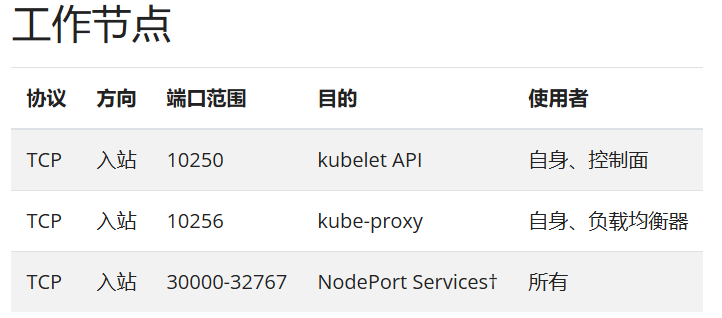 工作节点
协议 方向 端口范围 目的 使用者
TCP 入站 10250 kubelet API 自身、控制面
TCP 入站 10256 kube-proxy 自身、负载均衡器
TCP 入站 30000-32767 NodePort Services† 所有